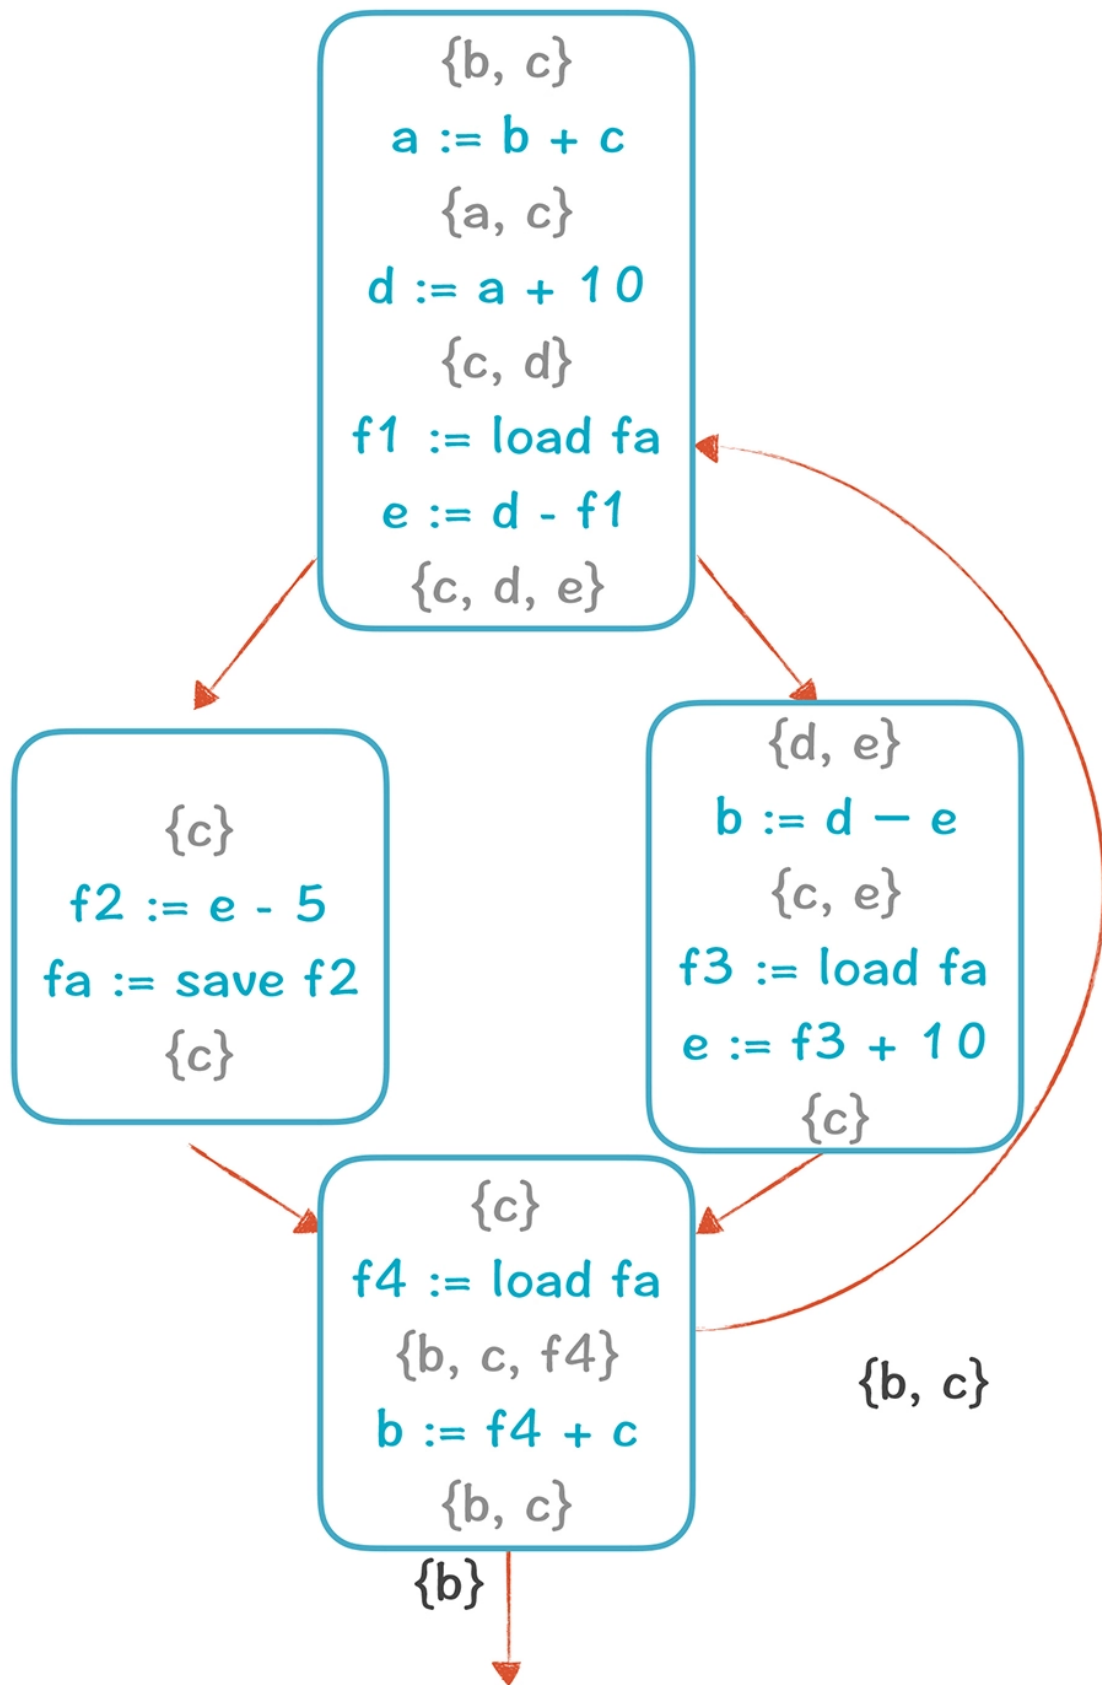 {b, c}
a := b + c
{a, c}
d := a + 10
{c, d}
f1 := load fa
e := d - f1
{c, d, e}
{c}
f2 := e - 5
fa := save f2
{c}
{d, e}
b := d – e
{c, e}
f3 := load fa
e := f3 + 10
{c}
{c}
f4 := load fa
{b, c, f4}
b := f4 + c
{b, c}
{b, c}
{b}